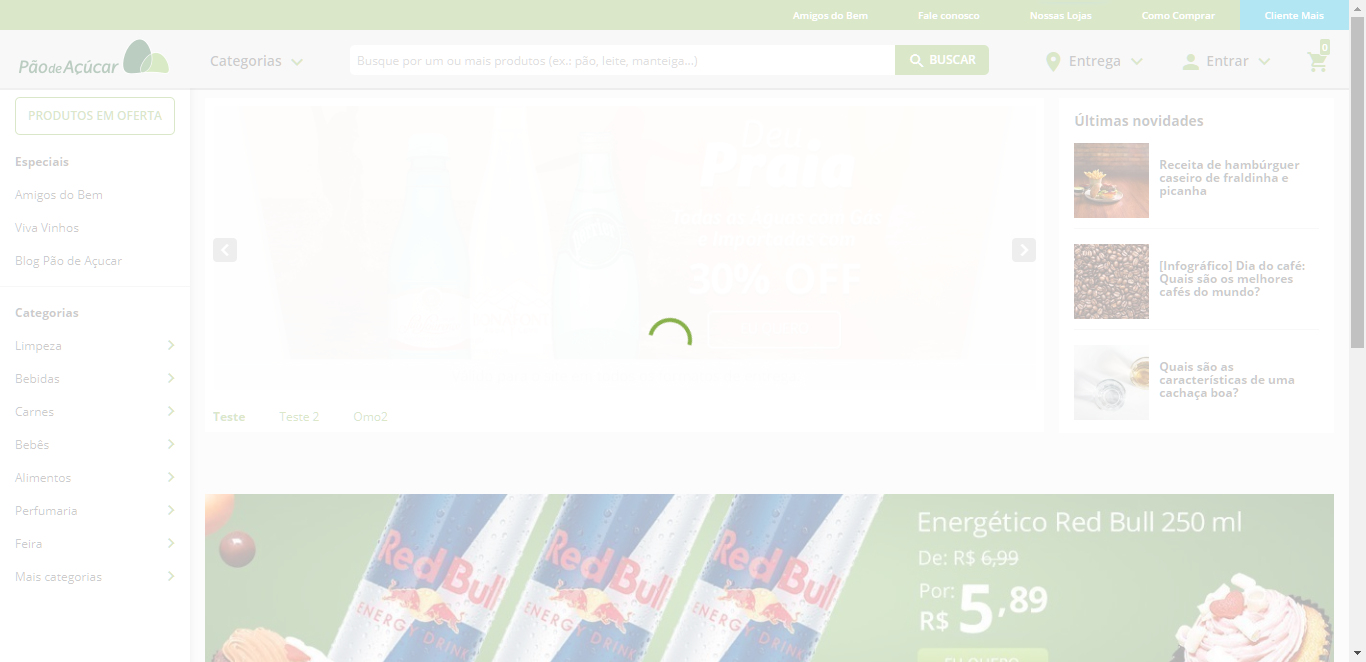 Amigos do Bem
Fale conosco
Nossas Lojas
Como Comprar
Cliente Mais
Pão de Açúcar
Categorias
Busque por um ou mais produtos (ex.: pão, leite, manteiga...)
BUSCAR
Entrega
Entrar
0
PRODUTOS EM OFERTA
Especiais
Amigos do Bem
Viva Vinhos
Blog Pão de Açucar
Categorias
Limpeza
Bebidas
Carnes
Bebês
Alimentos
Perfumaria
Feira
Mais categorias
Deu
Praia
30% OFF
Teste
Teste 2
Omo2
Últimas novidades
Receita de hambúrguer
caseiro de fraldinha e
picanha
[Infográfico] Dia do café:
Quais são os melhores
cafés do mundo?
Quais são as
características de uma
cachaça boa?
Red Bull
ENERGY DRINK
Red Bull
ENERGY DRINK
Red Bull
ENERGY DRINK
Energético Red Bull 250 ml
De: R$ 6,99
Por:
R$ 5,89
EU QUERO